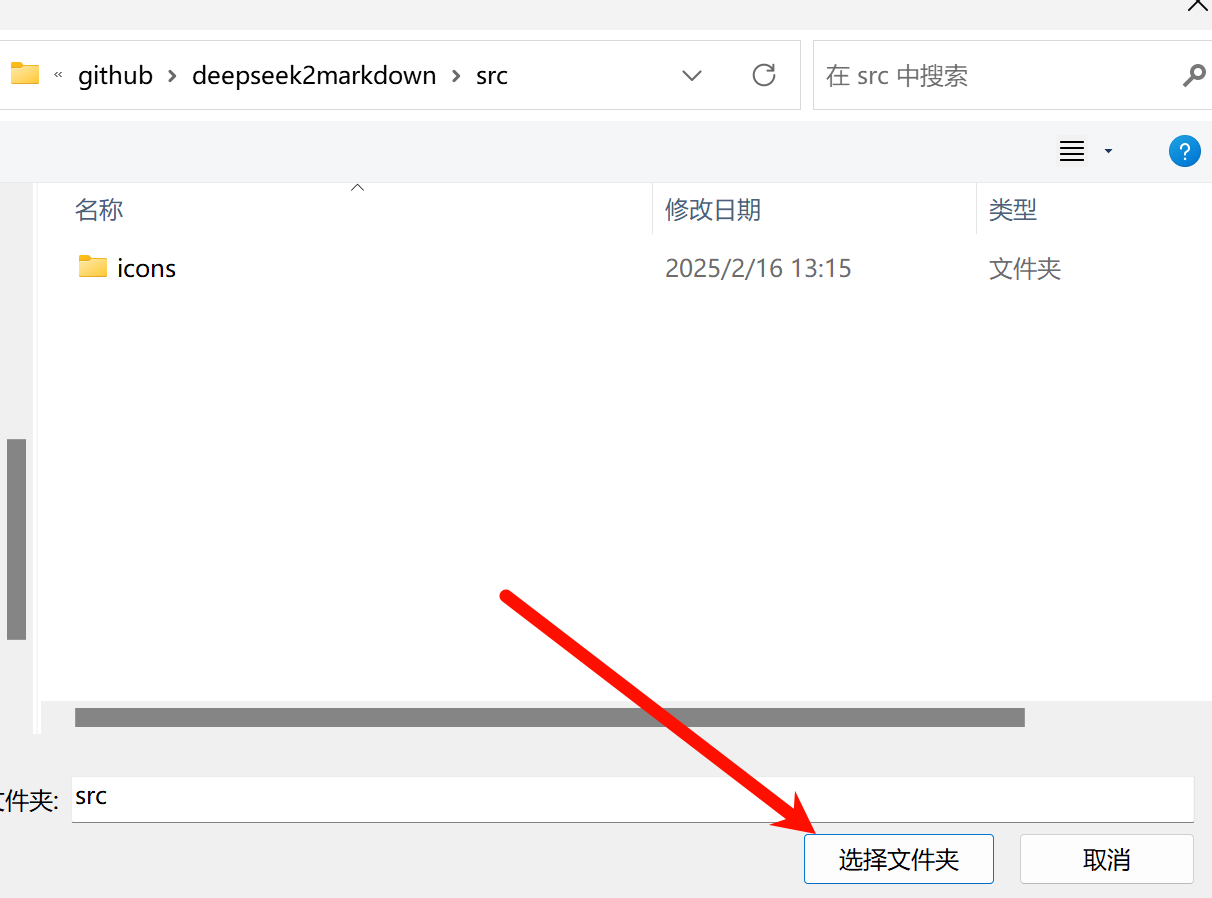 « github › deepseek2markdown › src
在 src 中搜索
?
名称 修改日期 类型
icons 2025/2/16 13:15 文件夹
件夹: src
选择文件夹 取消